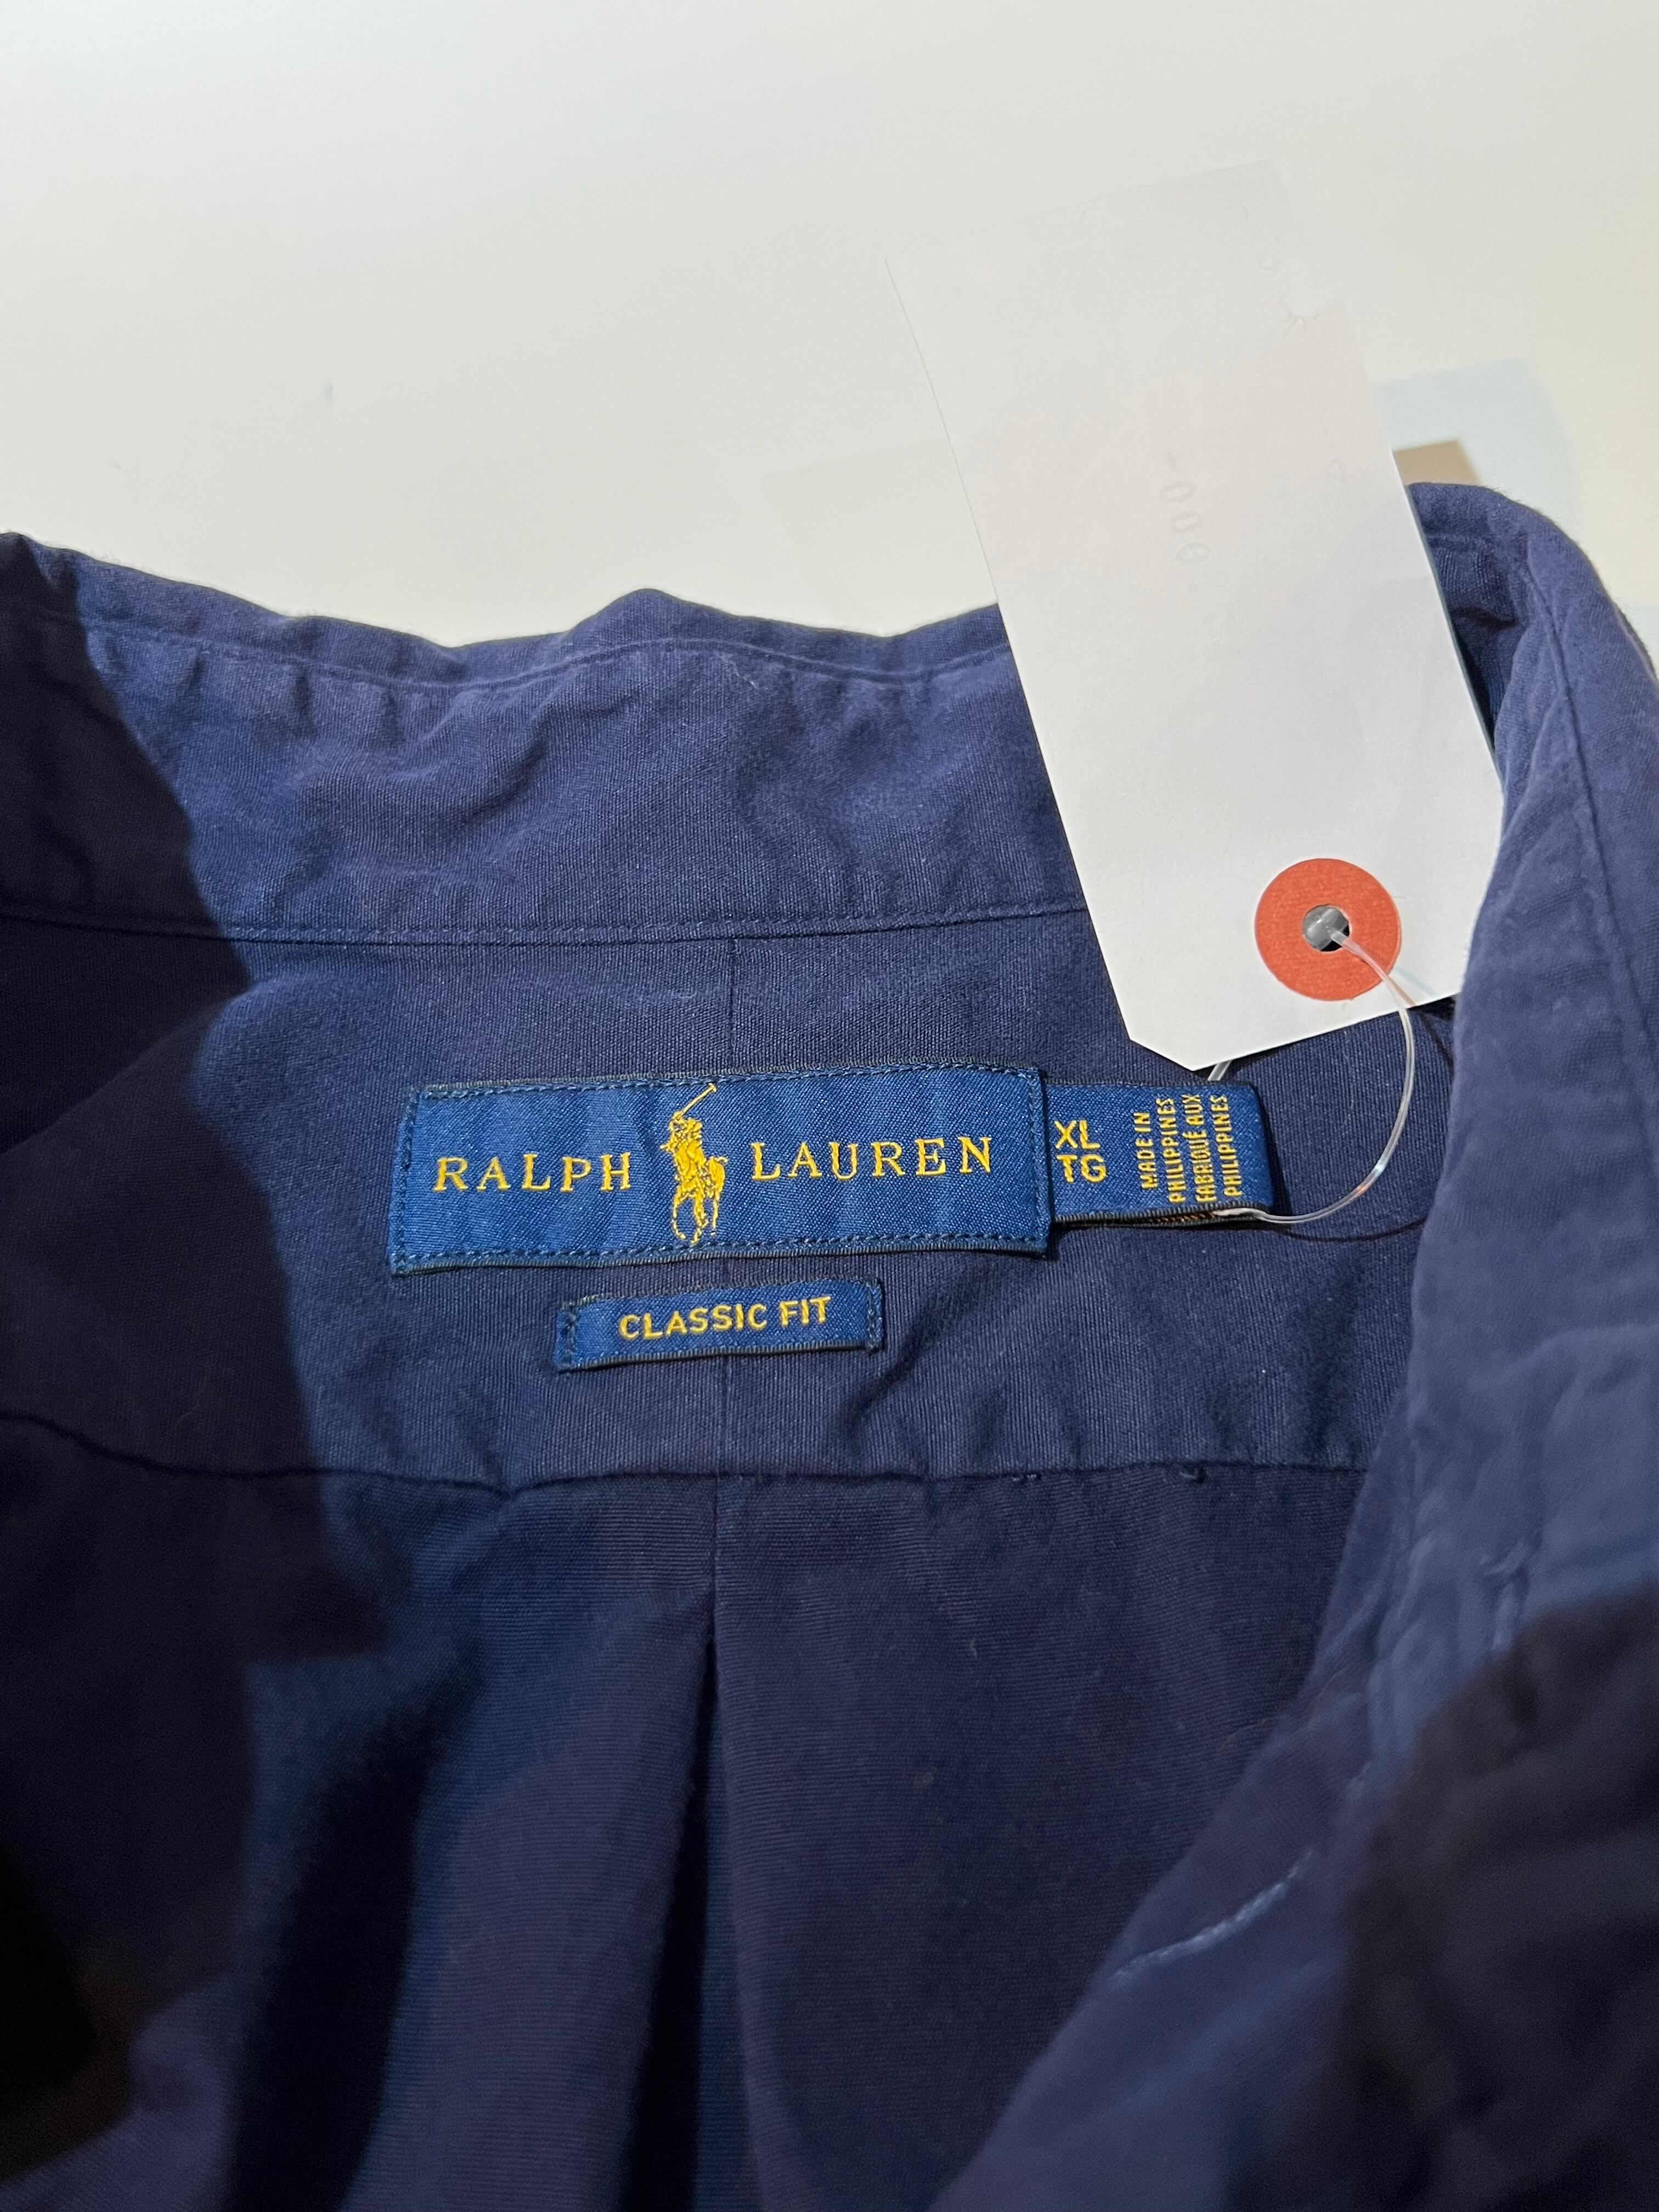 RALPH LAUREN
XL
TG
MADE IN
PHILIPPINES
FABRIQUÉ AUX
PHILIPPINES
CLASSIC FIT